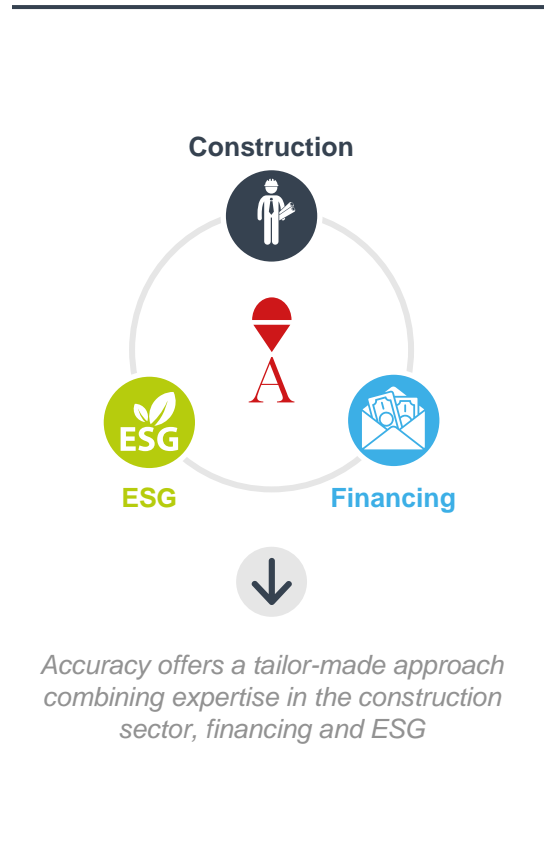 Construction
A
ESG
ESG
Financing
Accuracy offers a tailor-made approach
combining expertise in the construction
sector, financing and ESG